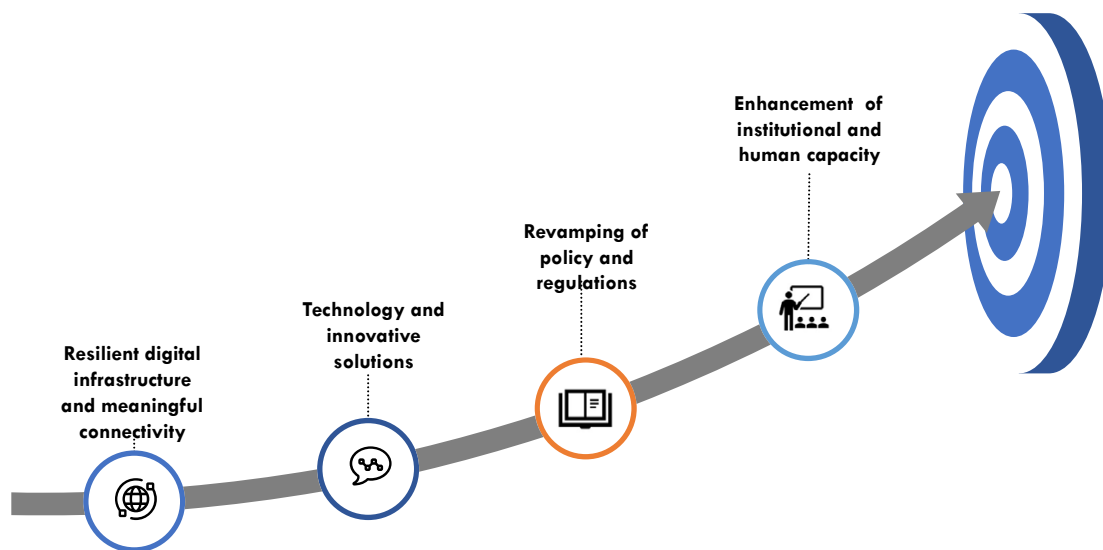 Resilient digital
infrastructure
and meaningful
connectivity
Technology and
innovative
solutions
Revamping of
policy and
regulations
Enhancement of
institutional and
human capacity